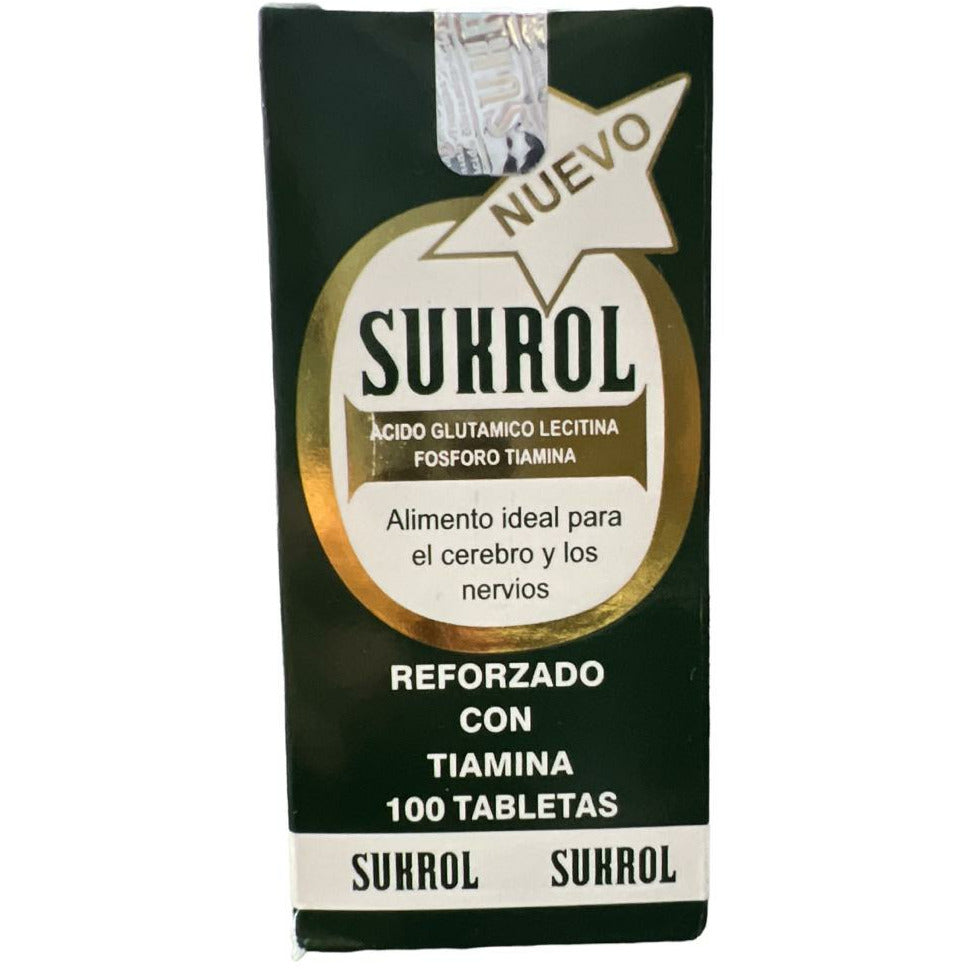 NUEVO
SUKROL
ACIDO GLUTAMICO LECITINA
FOSFORO TIAMINA
Alimento ideal para
el cerebro y los
nervios
REFORZADO
CON
TIAMINA
100 TABLETAS
SUKROL SUKROL